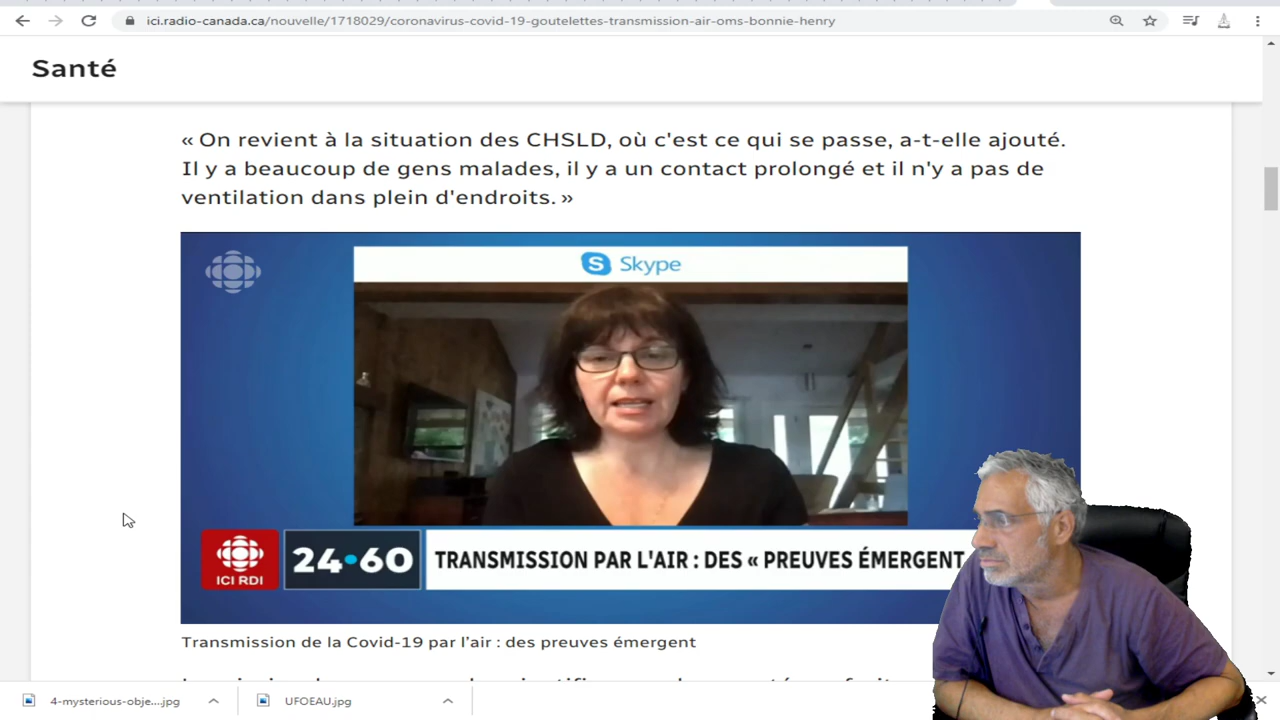 ici.radio-canada.ca/nouvelle/1718029/coronavirus-covid-19-goutelettes-transmission-air-oms-bonnie-henry
Santé
« On revient à la situation des CHSLD, où c'est ce qui se passe, a-t-elle ajouté.
Il y a beaucoup de gens malades, il y a un contact prolongé et il n'y a pas de
ventilation dans plein d'endroits. »
S Skype
ICI RDI
24•60
TRANSMISSION PAR L'AIR : DES « PREUVES ÉMERGENT
Transmission de la Covid-19 par l'air : des preuves émergent
4-mysterious-obje....jpg
UFOEAU.jpg